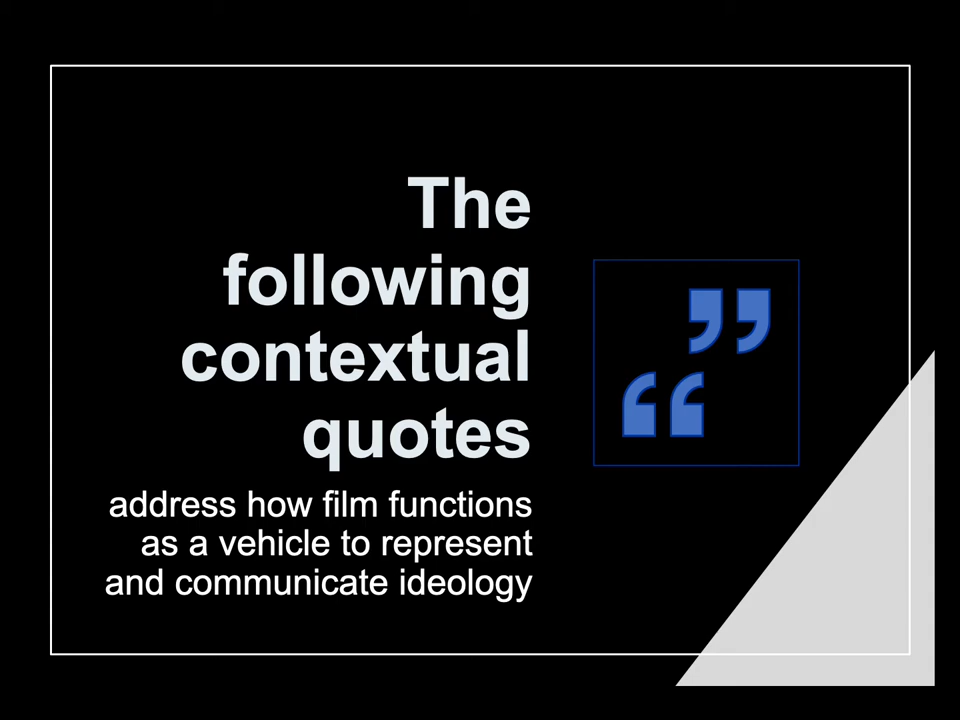 The
following
contextual
quotes
address how film functions
as a vehicle to represent
and communicate ideology